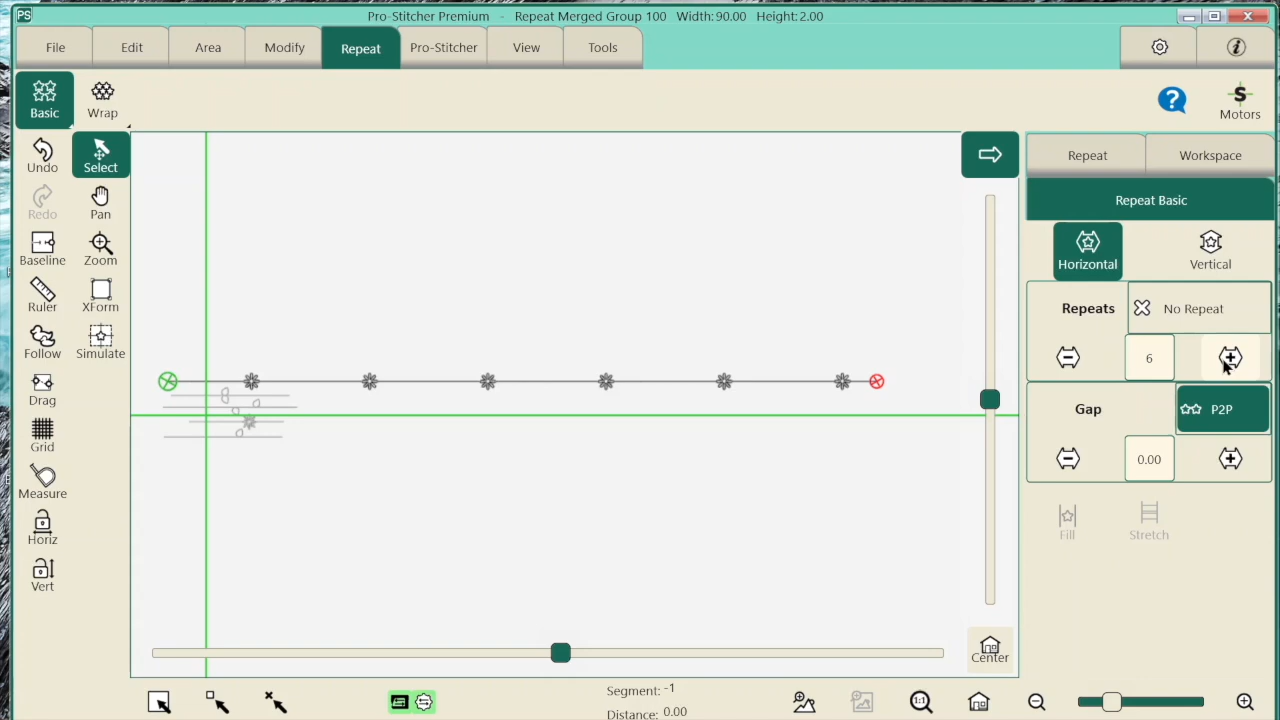 PS
Pro-Stitcher Premium - Repeat Merged Group 100 Width: 90.00 Height: 2.00
File Edit Area Modify Repeat Pro-Stitcher View Tools
Basic Wrap ? S Motors
Undo Select
Redo Pan
Baseline Zoom
Ruler XForm
Follow Simulate
Drag
Grid
Measure
Horiz
Vert
Center
Repeat Workspace
Repeat Basic
Horizontal Vertical
Repeats No Repeat
6
Gap P2P
0.00
Fill Stretch
Segment: -1
Distance: 0.00
1:1